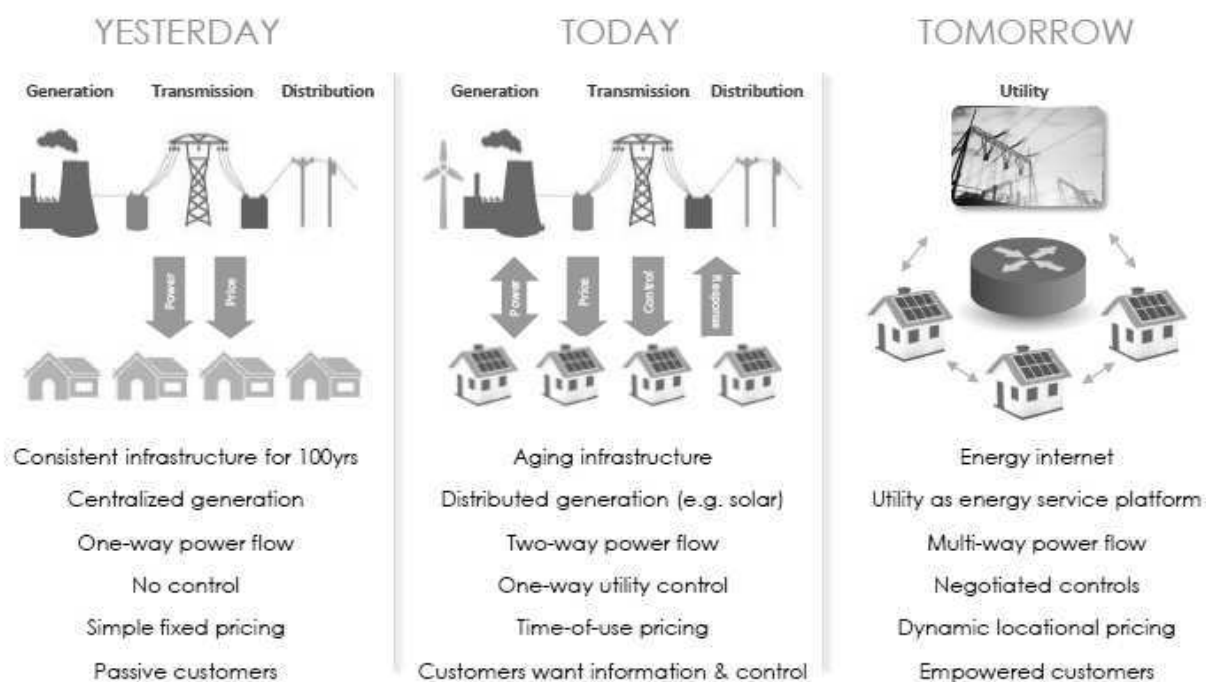 YESTERDAY
Generation Transmission Distribution
Power
Price
Consistent infrastructure for 100yrs
Centralized generation
One-way power flow
No control
Simple fixed pricing
Passive customers
TODAY
Generation Transmission Distribution
Power
Price
Control
Response
Aging infrastructure
Distributed generation (e.g. solar)
Two-way power flow
One-way utility control
Time-of-use pricing
Customers want information & control
TOMORROW
Utility
Energy internet
Utility as energy service platform
Multi-way power flow
Negotiated controls
Dynamic locational pricing
Empowered customers